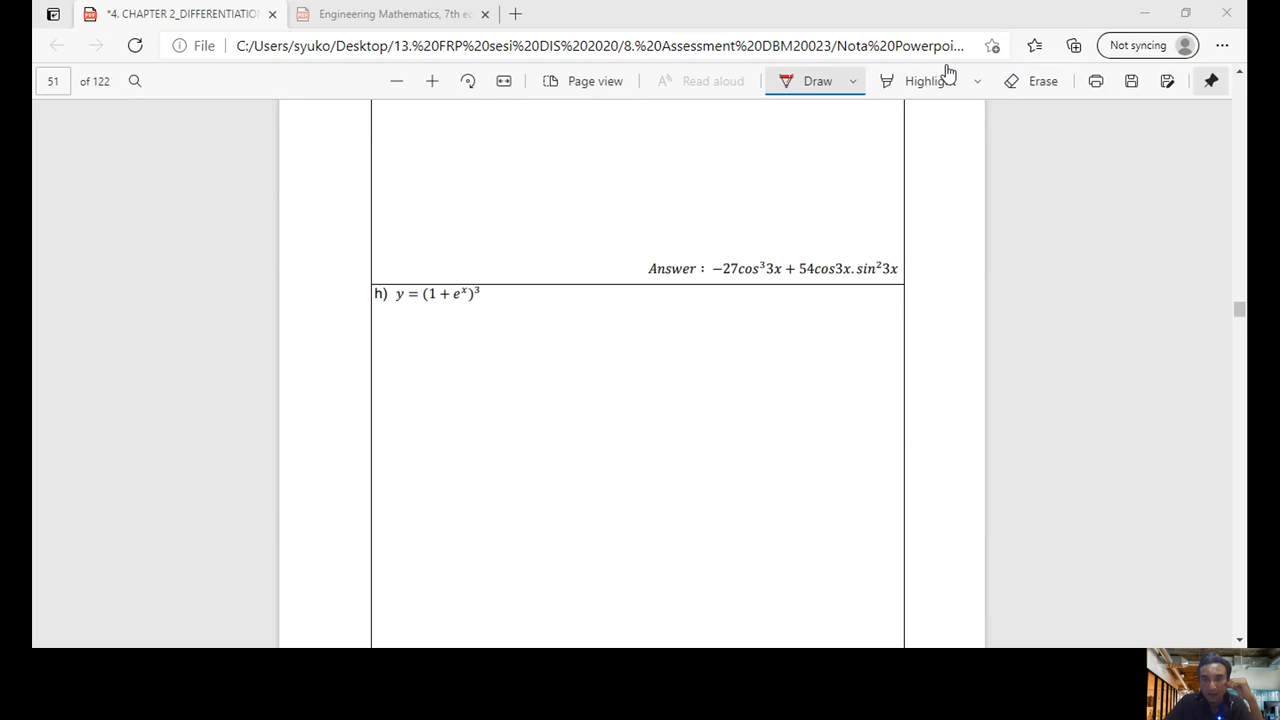 *4. CHAPTER 2_DIFFERENTIATIO
Engineering Mathematics, 7th e
File
C:/Users/syuko/Desktop/13.%20FRP%20sesi%20DIS%202020/8.%20Assessment%20DBM20023/Nota%20Powerpoi...
Not syncing
51 of 122
Page view
Read aloud
Draw
Highlight
Erase
Answer : −27cos³3x + 54cos3x.sin²3x
h) y = (1 + eˣ)³